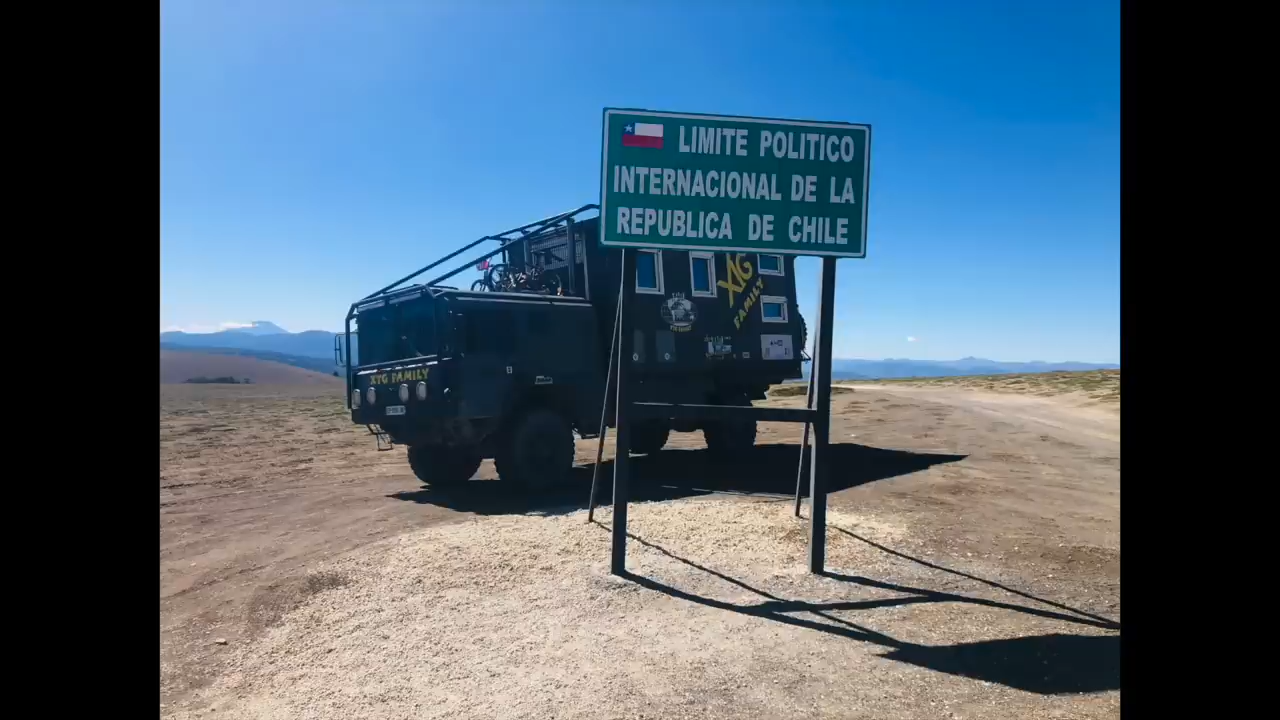 LIMITE POLITICO
INTERNACIONAL DE LA
REPUBLICA DE CHILE
XTG
FAMILY
XTG FAMILY